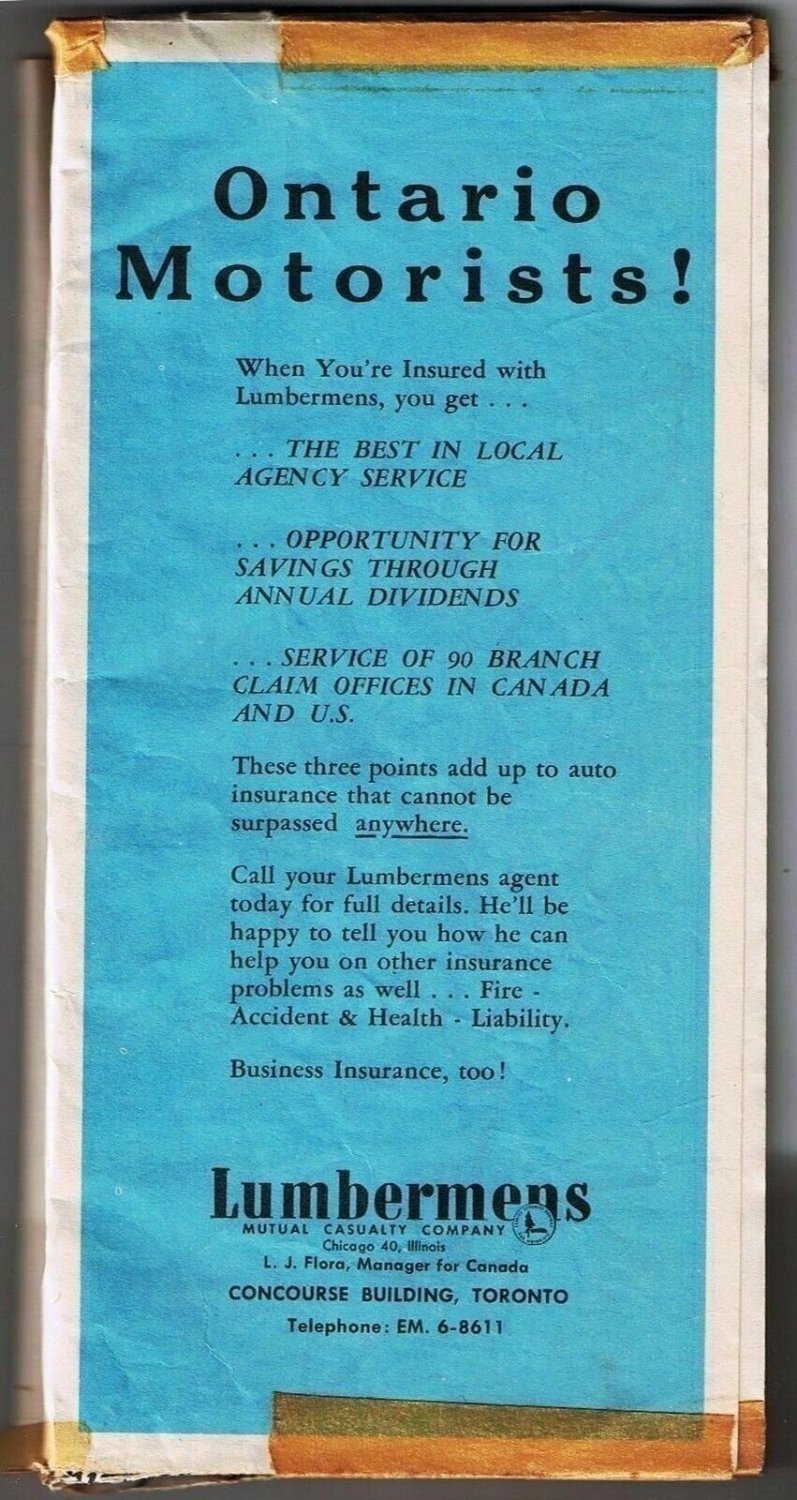 Ontario
Motorists!
When You're Insured with
Lumbermens, you get . . .
. . . THE BEST IN LOCAL
AGENCY SERVICE
. . . OPPORTUNITY FOR
SAVINGS THROUGH
ANNUAL DIVIDENDS
. . . SERVICE OF 90 BRANCH
CLAIM OFFICES IN CANADA
AND U.S.
These three points add up to auto
insurance that cannot be
surpassed anywhere.
Call your Lumbermens agent
today for full details. He'll be
happy to tell you how he can
help you on other insurance
problems as well . . . Fire -
Accident & Health - Liability.
Business Insurance, too!
Lumbermens
MUTUAL CASUALTY COMPANY
Chicago 40, Illinois
L. J. Flora, Manager for Canada
CONCOURSE BUILDING, TORONTO
Telephone: EM. 6-8611